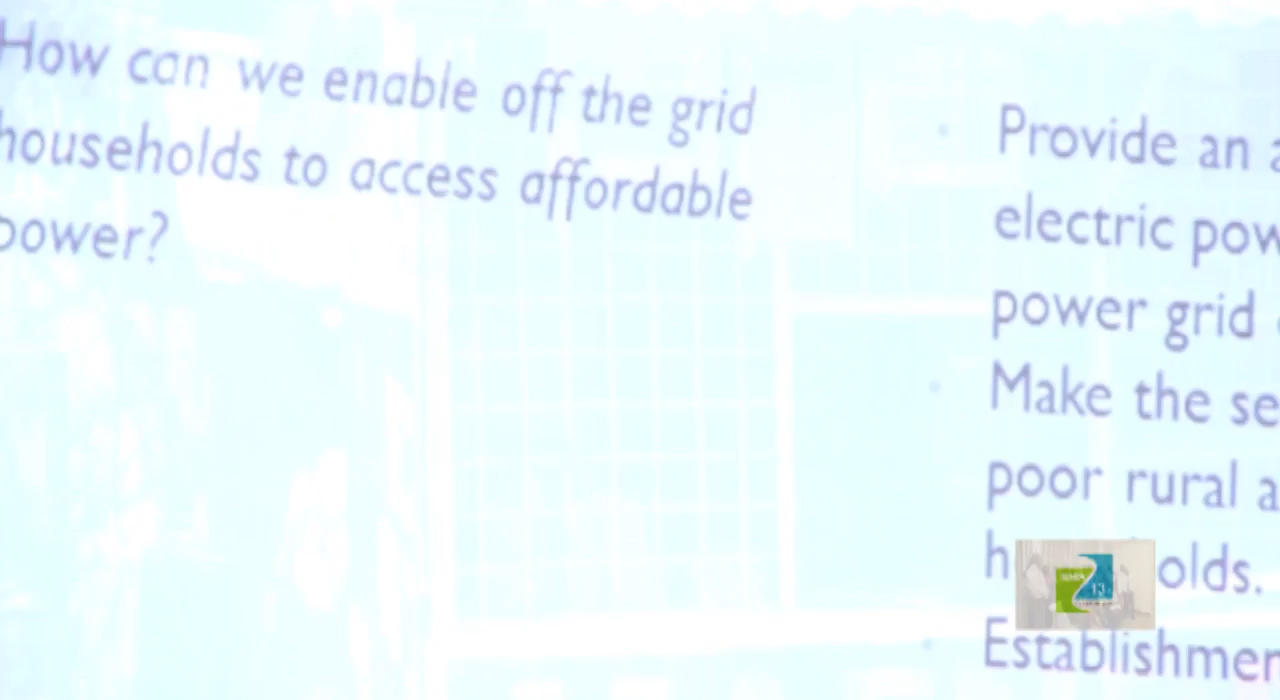 How can we enable off the grid
households to access affordable
power?
Provide an a
electric pow
power grid
Make the se
poor rural a
h olds.
Establishmen
13